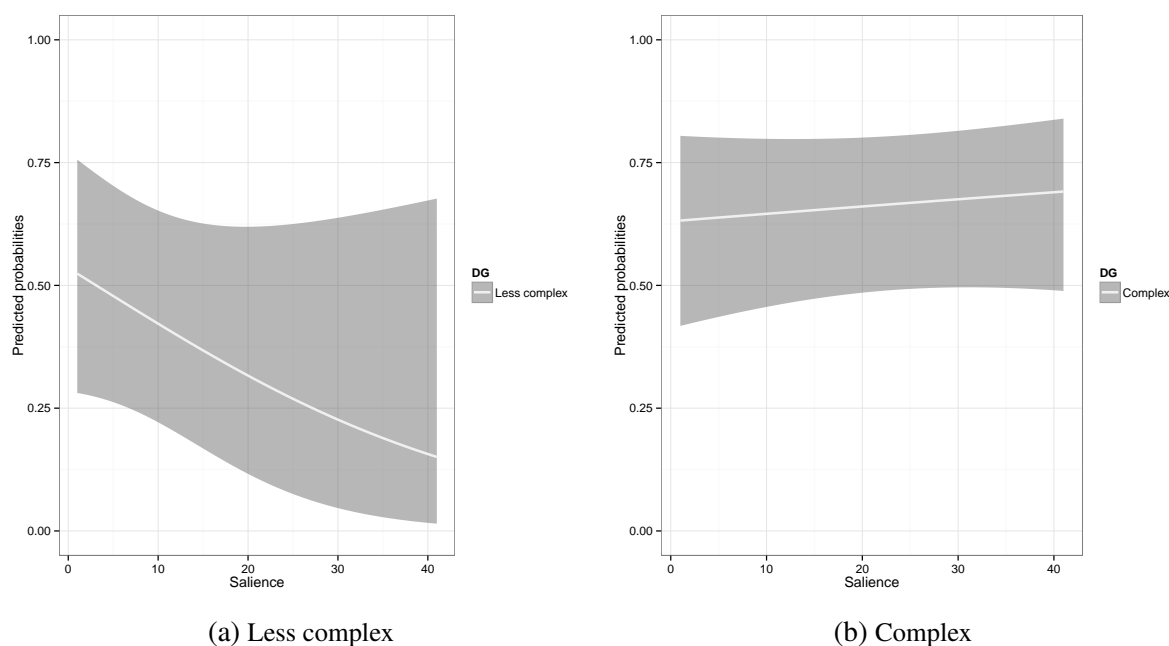 1.00
0.75
0.50
0.25
0.00
Predicted probabilities
0 10 20 30 40
Salience
DG
Less complex
(a) Less complex
1.00
0.75
0.50
0.25
0.00
Predicted probabilities
0 10 20 30 40
Salience
DG
Complex
(b) Complex